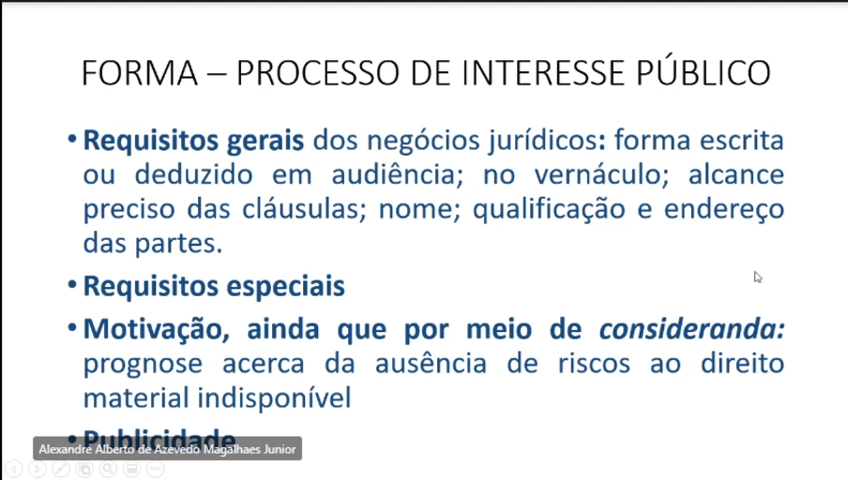 FORMA – PROCESSO DE INTERESSE PÚBLICO
• Requisitos gerais dos negócios jurídicos: forma escrita
ou deduzido em audiência; no vernáculo; alcance
preciso das cláusulas; nome; qualificação e endereço
das partes.
• Requisitos especiais
• Motivação, ainda que por meio de consideranda:
prognose acerca da ausência de riscos ao direito
material indisponível
• Publicidade
Alexandre Alberto de Azevedo Magalhaes Junior